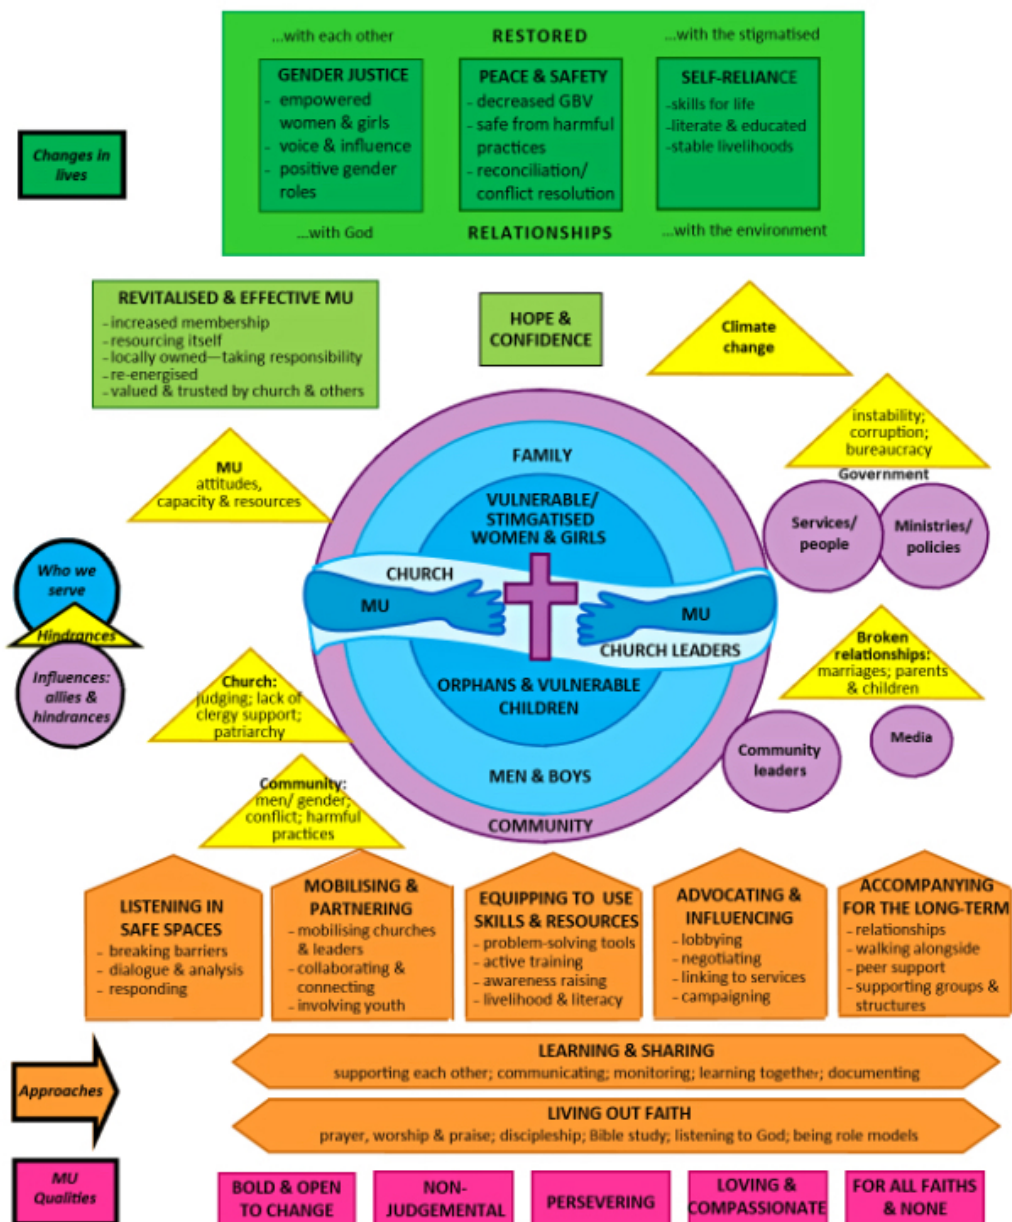 ...with each other
RESTORED
...with the stigmatised
GENDER JUSTICE
- empowered
women & girls
- voice & influence
- positive gender
roles
PEACE & SAFETY
- decreased GBV
- safe from harmful
practices
- reconciliation/
conflict resolution
SELF-RELIANCE
-skills for life
-literate & educated
-stable livelihoods
...with God
RELATIONSHIPS
...with the environment
Changes in
lives
REVITALISED & EFFECTIVE MU
-increased membership
-resourcing itself
-locally owned—taking responsibility
-re-energised
-valued & trusted by church & others
HOPE &
CONFIDENCE
Climate
change
instability;
corruption;
bureaucracy
Government
Services/
people
Ministries/
policies
MU
attitudes,
capacity & resources
FAMILY
VULNERABLE/
STIMGATISED
WOMEN & GIRLS
CHURCH
MU
MU
CHURCH LEADERS
ORPHANS & VULNERABLE
CHILDREN
MEN & BOYS
COMMUNITY
Who we
serve
Hindrances
Influences:
allies &
hindrances
Broken
relationships:
marriages; parents
& children
Church:
judging; lack of
clergy support;
patriarchy
Community
leaders
Media
Community:
men/ gender;
conflict; harmful
practices
LISTENING IN
SAFE SPACES
- breaking barriers
- dialogue & analysis
- responding
MOBILISING &
PARTNERING
- mobilising churches
& leaders
- collaborating &
connecting
- involving youth
EQUIPPING TO USE
SKILLS & RESOURCES
- problem-solving tools
- active training
- awareness raising
- livelihood & literacy
ADVOCATING &
INFLUENCING
- lobbying
- negotiating
- linking to services
- campaigning
ACCOMPANYING
FOR THE LONG-TERM
- relationships
- walking alongside
- peer support
- supporting groups &
structures
Approaches
LEARNING & SHARING
supporting each other; communicating; monitoring; learning together; documenting
LIVING OUT FAITH
prayer, worship & praise; discipleship; Bible study; listening to God; being role models
MU
Qualities
BOLD & OPEN
TO CHANGE
NON-
JUDGEMENTAL
PERSEVERING
LOVING &
COMPASSIONATE
FOR ALL FAITHS
& NONE